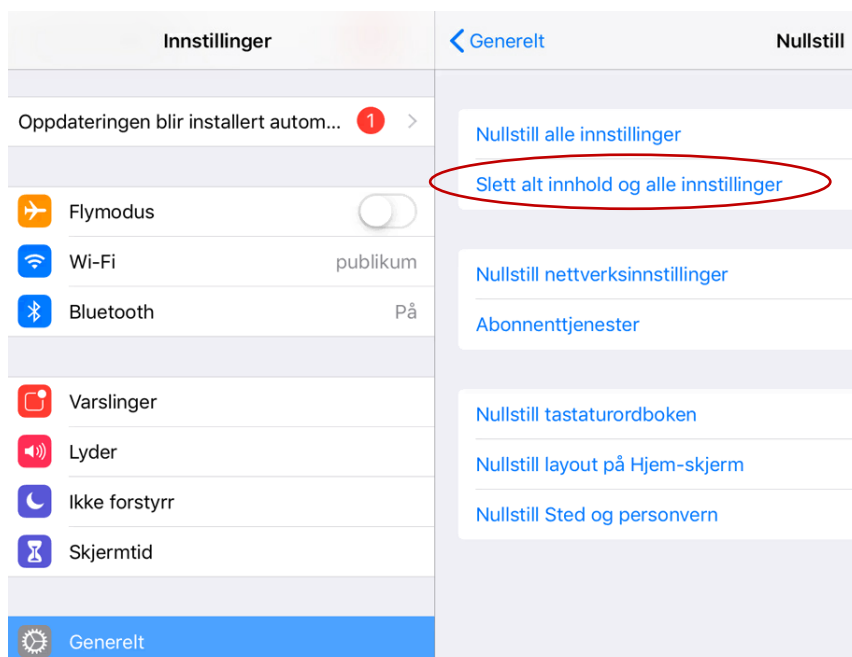 Innstillinger
Oppdateringen blir installert autom... 1
Flymodus
Wi-Fi publikum
Bluetooth På
Varslinger
Lyder
Ikke forstyrr
Skjermtid
Generelt
Generelt Nullstill
Nullstill alle innstillinger
Slett alt innhold og alle innstillinger
Nullstill nettverksinnstillinger
Abonnenttjenester
Nullstill tastaturordboken
Nullstill layout på Hjem-skjerm
Nullstill Sted og personvern